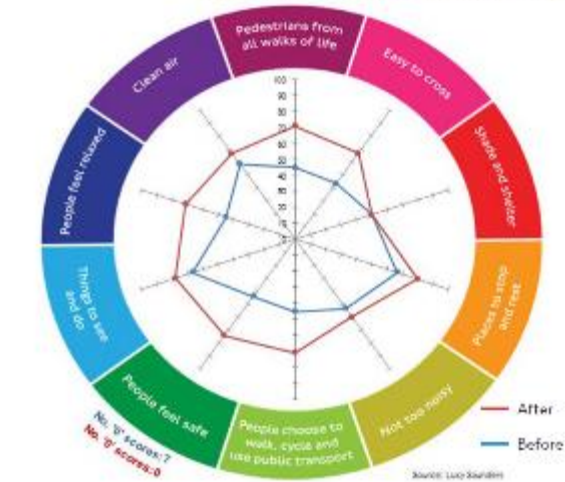 Pedestrians from
all walks of life
Easy to cross
Shade and shelter
Places to stop
and rest
Not too noisy
People choose to
walk, cycle and
use public transport
People feel safe
Things to see
and do
People feel relaxed
Clean air
100
90
80
70
60
50
40
30
20
10
After
Before
No. '0' scores: 7
No. '0' scores: 0
Source: Lucy Saunders